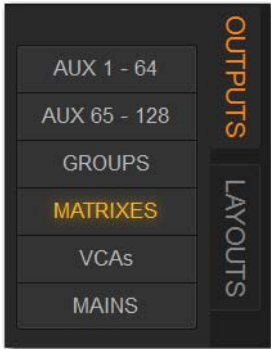 AUX 1 - 64
AUX 65 - 128
GROUPS
MATRIXES
VCAs
MAINS
OUTPUTS
LAYOUTS